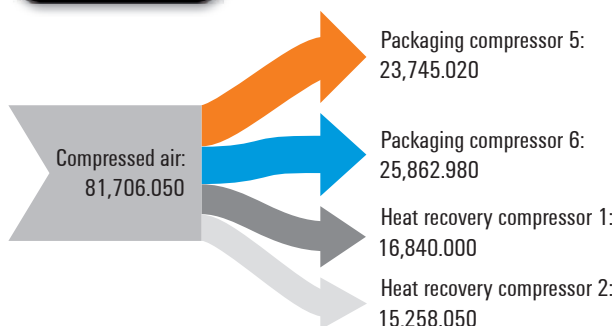 Packaging compressor 5:
23,745.020
Compressed air:
81,706.050
Packaging compressor 6:
25,862.980
Heat recovery compressor 1:
16,840.000
Heat recovery compressor 2:
15,258.050